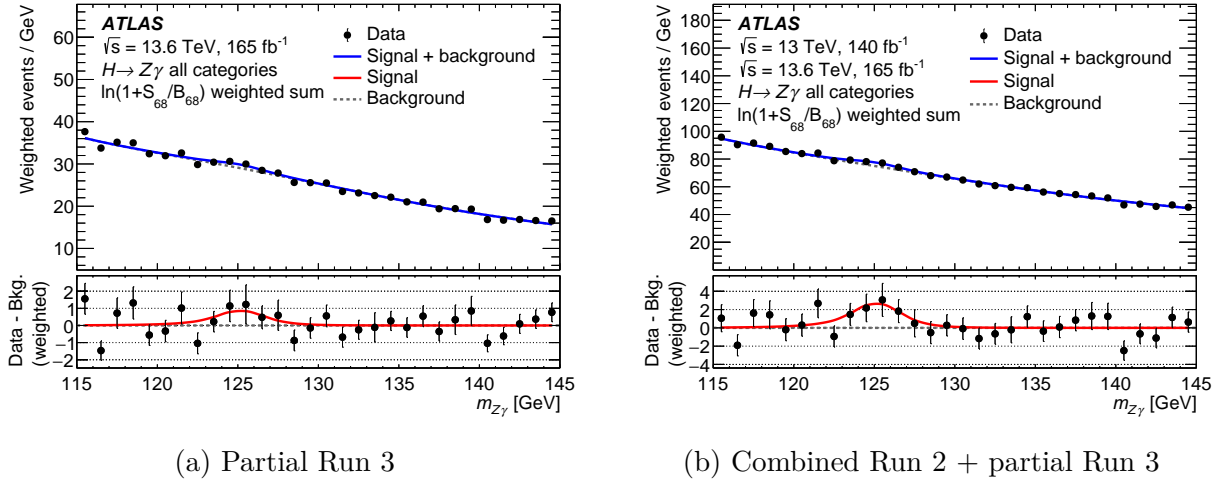 Weighted events / GeV
60
50
40
30
20
10
ATLAS
√s = 13.6 TeV, 165 fb⁻¹
H→ Zγ all categories
ln(1+S₆₈/B₆₈) weighted sum
Data
Signal + background
Signal
Background
Data - Bkg.
(weighted)
2
1
0
−1
−2
115 120 125 130 135 140 145
m_Zγ [GeV]
(a) Partial Run 3
Weighted events / GeV
180
160
140
120
100
80
60
40
20
ATLAS
√s = 13 TeV, 140 fb⁻¹
√s = 13.6 TeV, 165 fb⁻¹
H→ Zγ all categories
ln(1+S₆₈/B₆₈) weighted sum
Data
Signal + background
Signal
Background
Data - Bkg.
(weighted)
4
2
0
−2
−4
115 120 125 130 135 140 145
m_Zγ [GeV]
(b) Combined Run 2 + partial Run 3